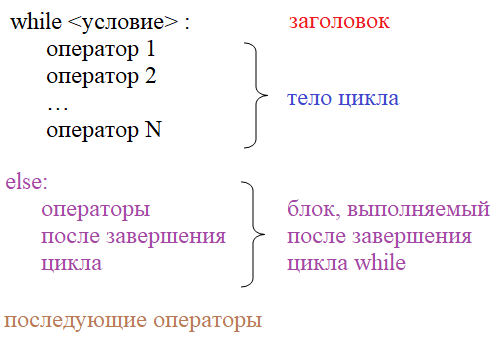 while <условие> : заголовок
оператор 1
оператор 2
…
оператор N
тело цикла
else:
операторы
после завершения
цикла
блок, выполняемый
после завершения
цикла while
последующие операторы